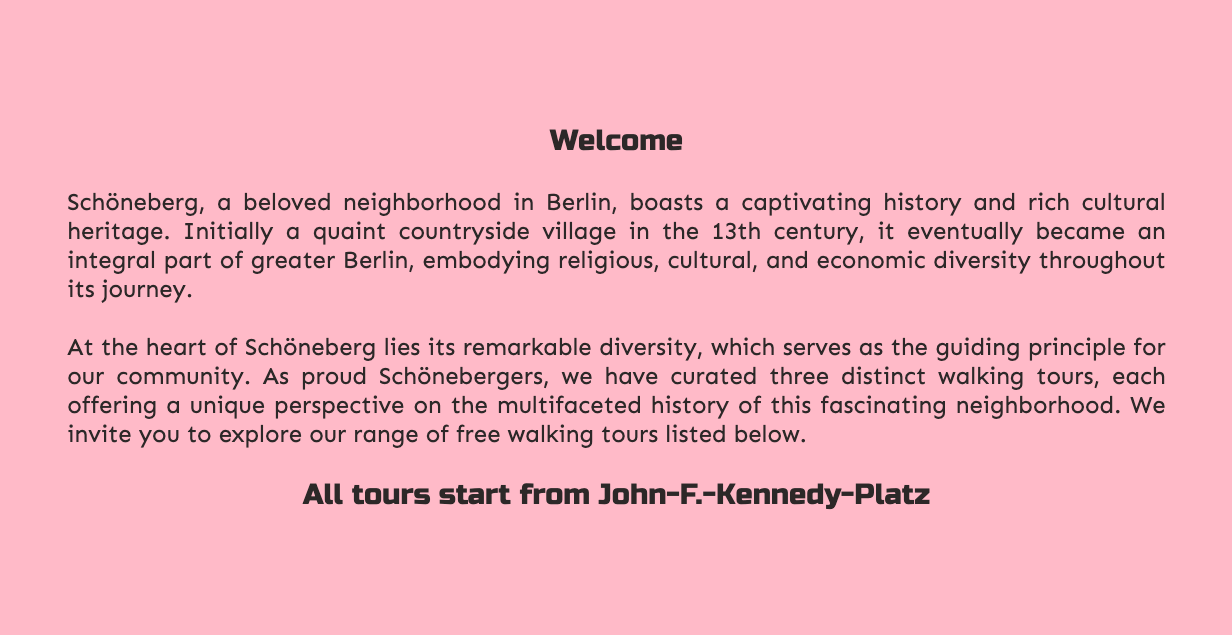 Welcome
Schöneberg, a beloved neighborhood in Berlin, boasts a captivating history and rich cultural
heritage. Initially a quaint countryside village in the 13th century, it eventually became an
integral part of greater Berlin, embodying religious, cultural, and economic diversity throughout
its journey.
At the heart of Schöneberg lies its remarkable diversity, which serves as the guiding principle for
our community. As proud Schönebergers, we have curated three distinct walking tours, each
offering a unique perspective on the multifaceted history of this fascinating neighborhood. We
invite you to explore our range of free walking tours listed below.
All tours start from John-F.-Kennedy-Platz